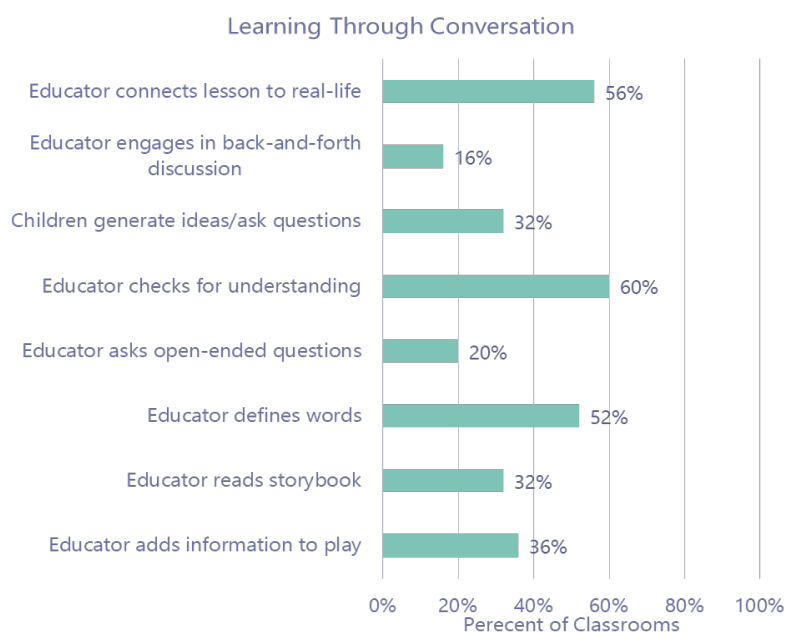 Learning Through Conversation
Educator connects lesson to real-life
56%
Educator engages in back-and-forth
discussion
16%
Children generate ideas/ask questions
32%
Educator checks for understanding
60%
Educator asks open-ended questions
20%
Educator defines words
52%
Educator reads storybook
32%
Educator adds information to play
36%
0% 20% 40% 60% 80% 100%
Perecent of Classrooms